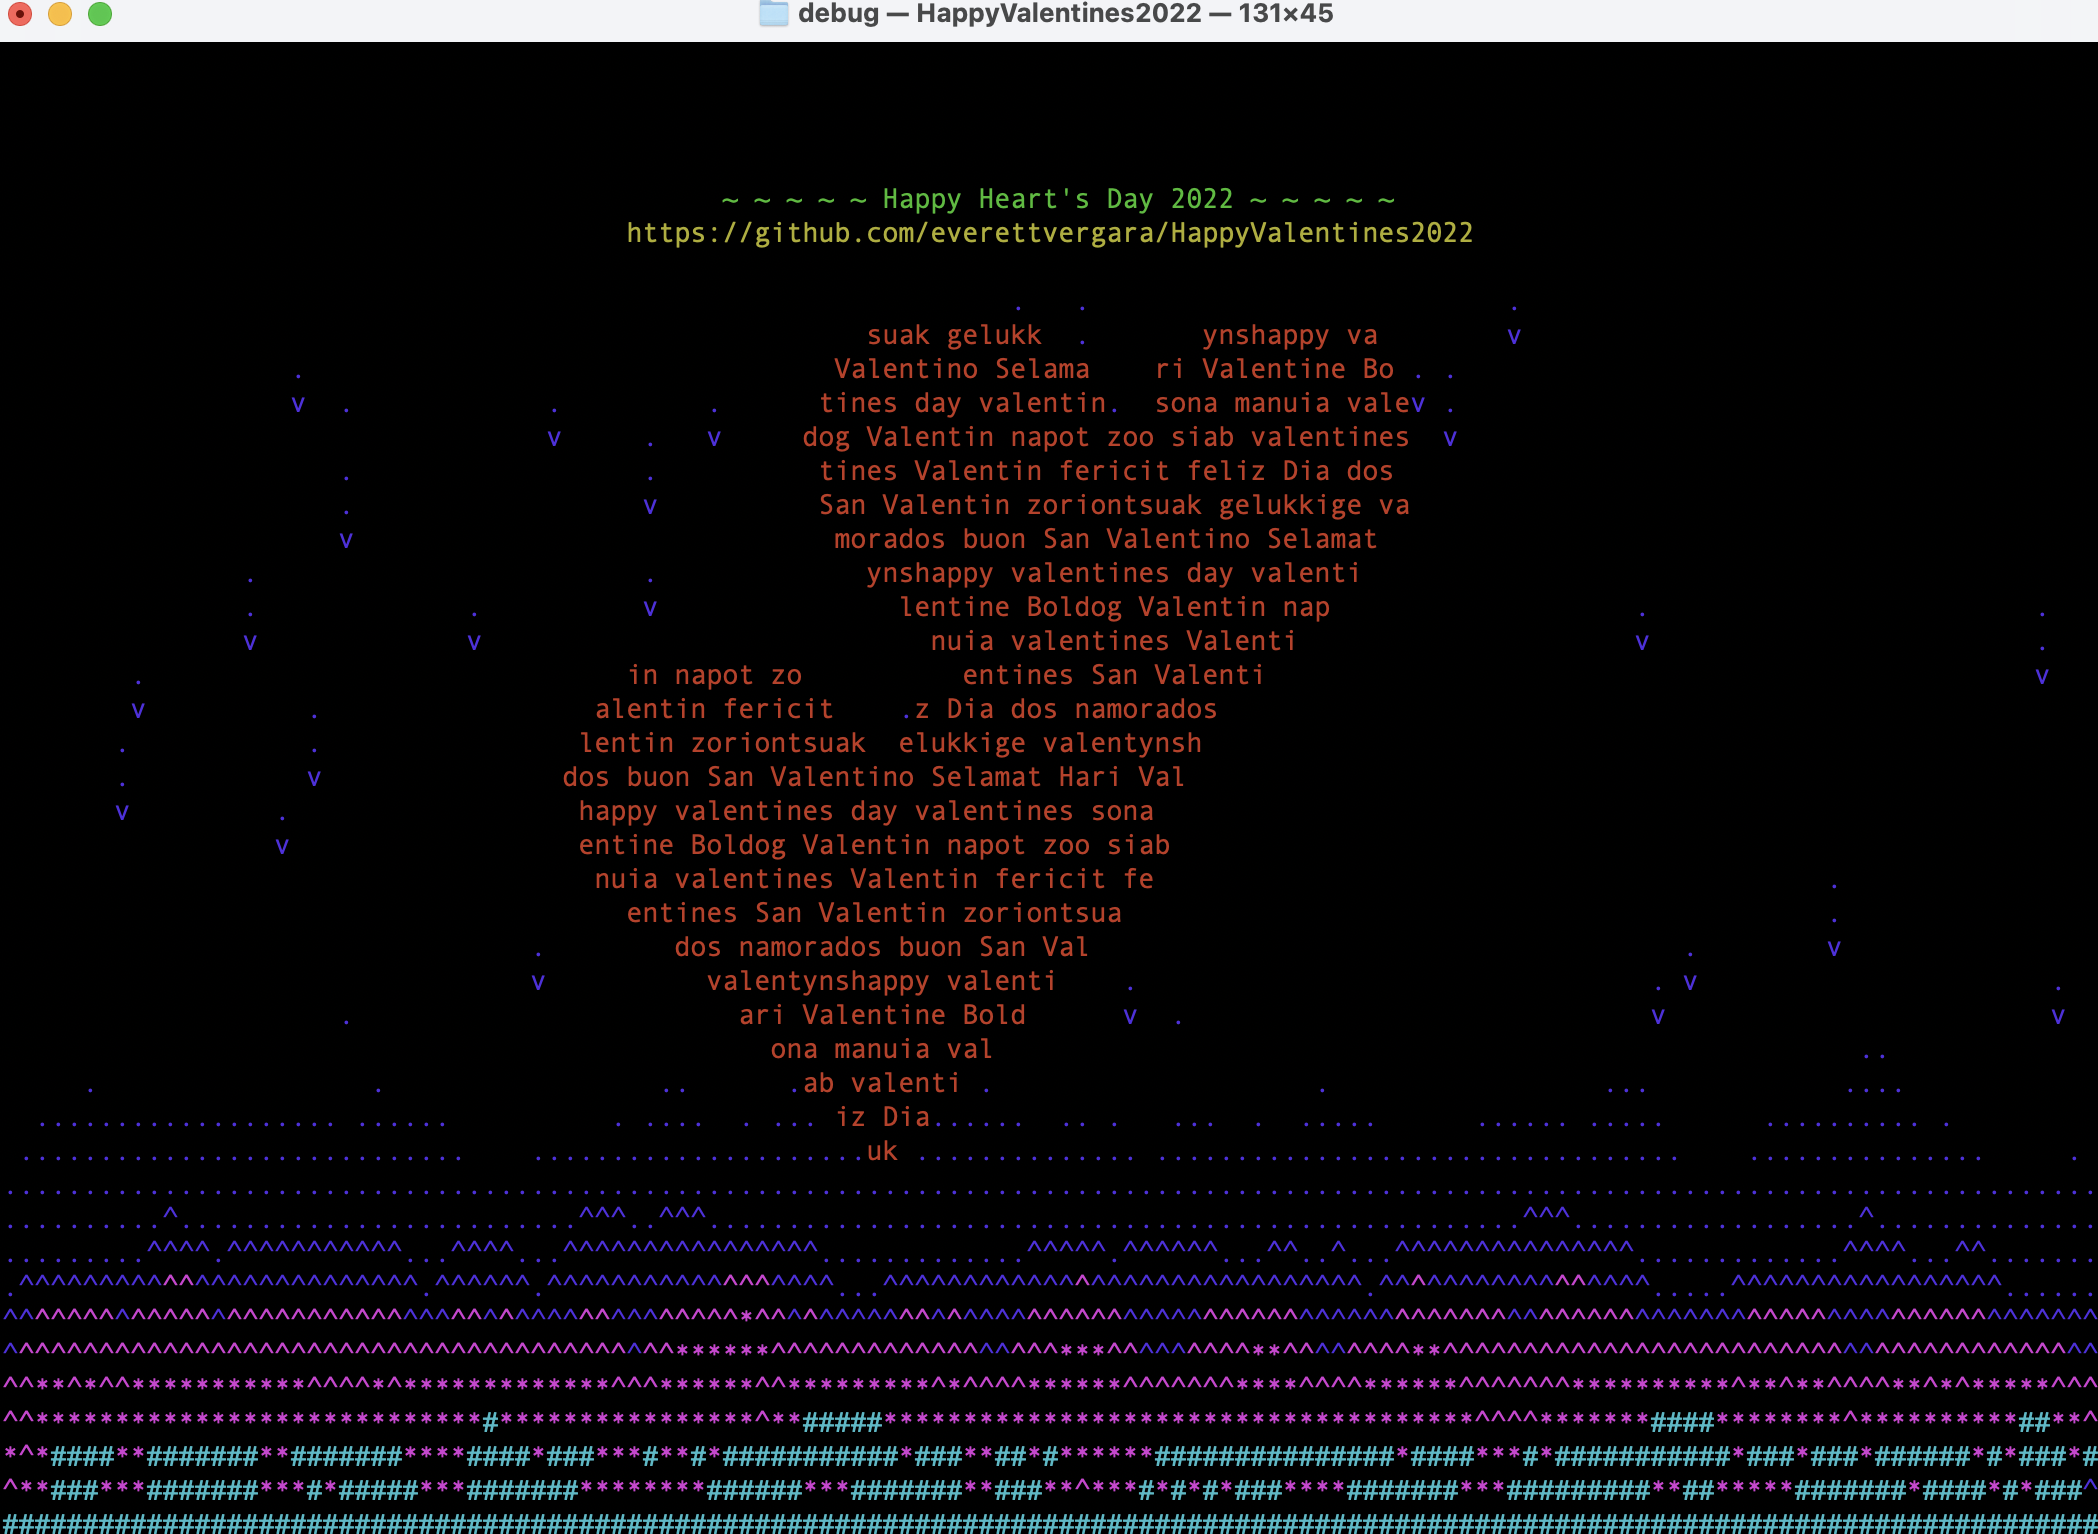 debug — HappyValentines2022 — 131×45
~ ~ ~ ~ ~ Happy Heart's Day 2022 ~ ~ ~ ~ ~
https://github.com/everettvergara/HappyValentines2022
suak gelukk ynshappy va
Valentino Selama ri Valentine Bo
tines day valentin sona manuia vale
dog Valentin napot zoo siab valentines
tines Valentin fericit feliz Dia dos
San Valentin zoriontsuak gelukkige va
morados buon San Valentino Selamat
ynshappy valentines day valenti
lentine Boldog Valentin nap
nuia valentines Valenti
in napot zo entines San Valenti
alentin fericit z Dia dos namorados
lentin zoriontsuak elukkige valentynsh
dos buon San Valentino Selamat Hari Val
happy valentines day valentines sona
entine Boldog Valentin napot zoo siab
nuia valentines Valentin fericit fe
entines San Valentin zoriontsua
dos namorados buon San Val
valentynshappy valenti
ari Valentine Bold
ona manuia val
ab valenti
iz Dia
uk